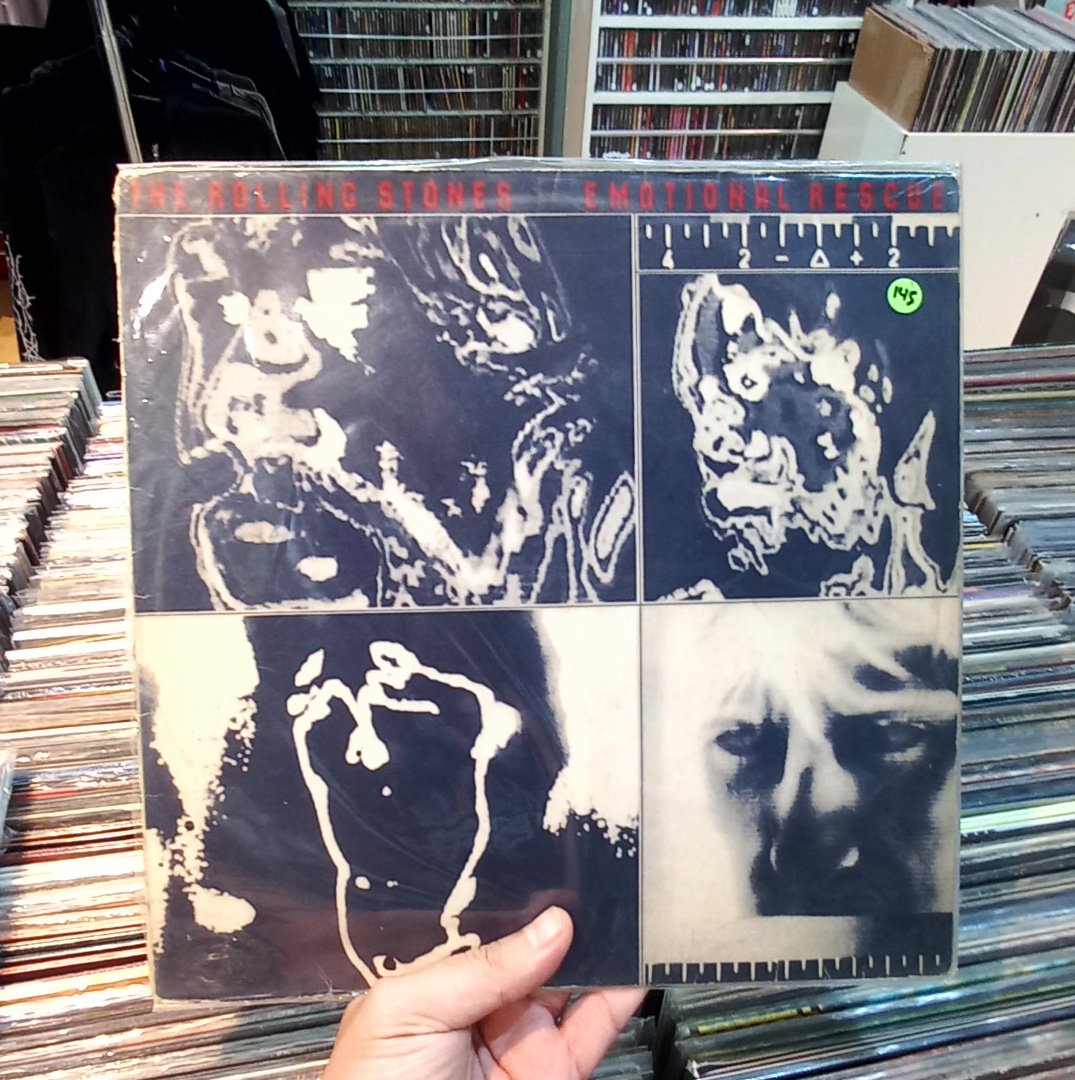 THE ROLLING STONES EMOTIONAL RESCUE
4 2 - Δ + 2
145